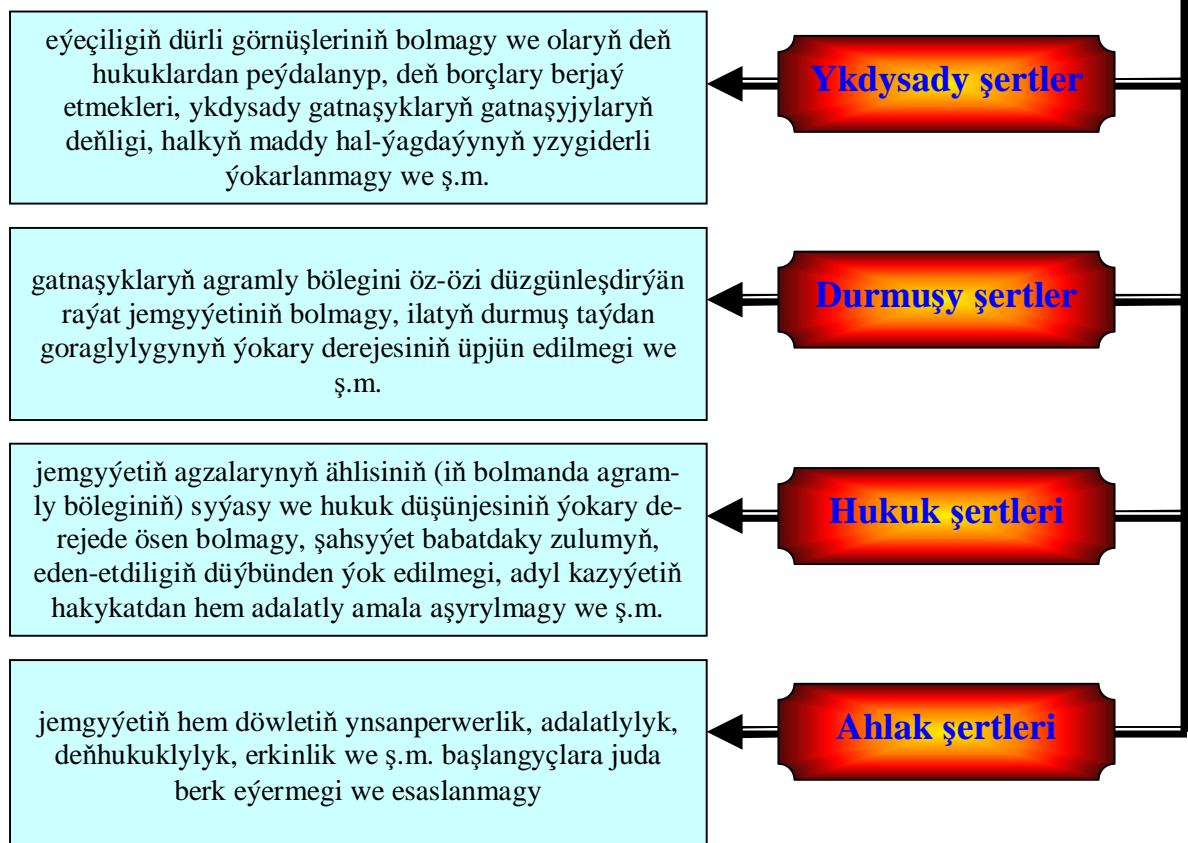 eýeçiligiň dürli görnüşleriniň bolmagy we olaryň deň
hukuklardan peýdalanyp, deň borçlary berjaý
etmekleri, ykdysady gatnaşyklaryň gatnaşyjylaryň
deňligi, halkyň maddy hal-ýagdaýynyň yzygiderli
ýokarlanmagy we ş.m.
Ykdysady şertler
gatnaşyklaryň agramly bölegini öz-özi düzgünleşdirýän
raýat jemgyýetiniň bolmagy, ilatyň durmuş taýdan
goraglylygynyň ýokary derejesiniň üpjün edilmegi we
ş.m.
Durmuşy şertler
jemgyýetiň agzalarynyň ählisiniň (iň bolmanda agram-
ly böleginiň) syýasy we hukuk düşünjesiniň ýokary de-
rejede ösen bolmagy, şahsyýet babatdaky zulumyň,
eden-etdiligiň düýbünden ýok edilmegi, adyl kazyýetiň
hakykatdan hem adalatly amala aşyrylmagy we ş.m.
Hukuk şertleri
jemgyýetiň hem döwletiň ynsanperwerlik, adalatlylyk,
deňhukuklylyk, erkinlik we ş.m. başlangyçlara juda
berk eýermegi we esaslanmagy
Ahlak şertleri